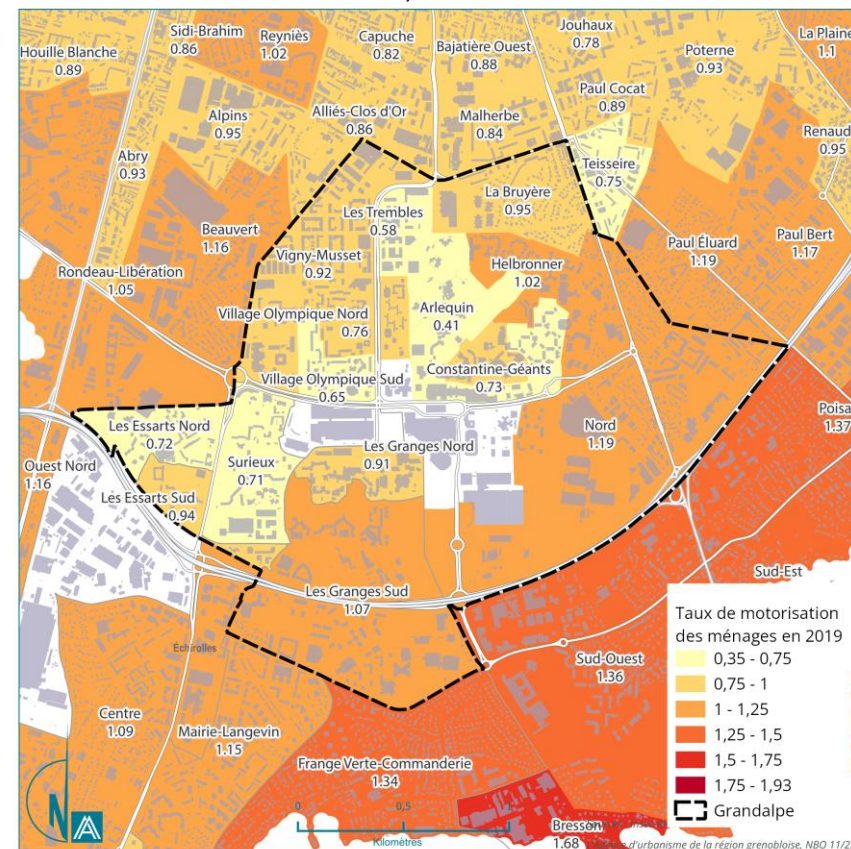 Houille Blanche
0.89
Sidi-Brahim
0.86
Reyniès
1.02
Capuche
0.82
Bajatière Ouest
0.88
Jouhaux
0.78
Poterne
0.93
La Plaine
1.1
Alpins
0.95
Alliés-Clos d'Or
0.86
Malherbe
0.84
Paul Cocat
0.89
Renaud
0.95
Abry
0.93
Teisseire
0.75
La Bruyère
0.95
Les Trembles
0.58
Beauvert
1.16
Vigny-Musset
0.92
Helbronner
1.02
Paul Éluard
1.19
Paul Bert
1.17
Rondeau-Libération
1.05
Village Olympique Nord
0.76
Arlequin
0.41
Village Olympique Sud
0.65
Constantine-Géants
0.73
Poisa
1.37
Les Essarts Nord
0.72
Nord
1.19
Les Granges Nord
0.91
Surieux
0.71
Ouest Nord
1.16
Les Essarts Sud
0.94
Sud-Est
Les Granges Sud
1.07
Échirolles
Sud-Ouest
1.36
Centre
1.09
Mairie-Langevin
1.15
Frange Verte-Commanderie
1.34
Bresson
1.68
Taux de motorisation
des ménages en 2019
0,35 - 0,75
0,75 - 1
1 - 1,25
1,25 - 1,5
1,5 - 1,75
1,75 - 1,93
Grandalpe
0 0,5 1
Kilomètres
N
d'urbanisme de la région grenobloise, NBO 11/2